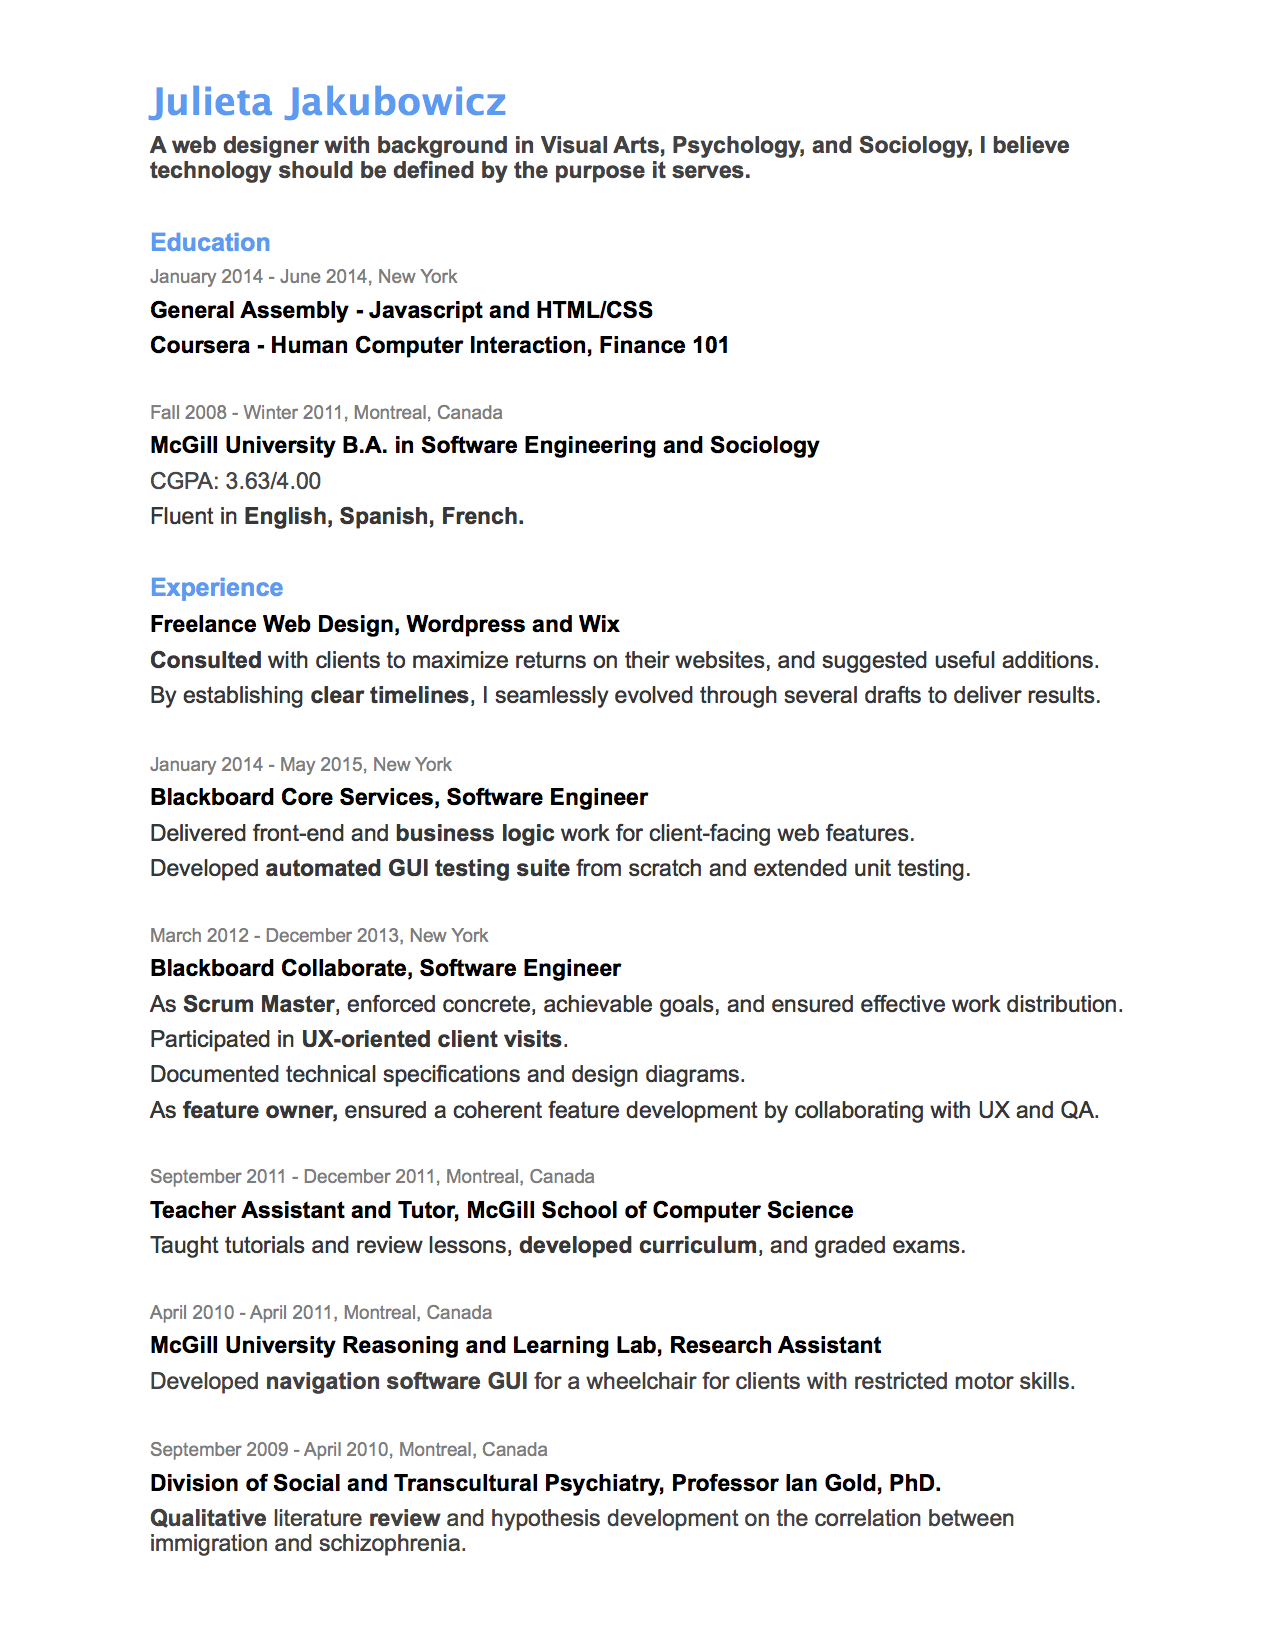 Julieta Jakubowicz
A web designer with background in Visual Arts, Psychology, and Sociology, I believe
technology should be defined by the purpose it serves.
Education
January 2014 - June 2014, New York
General Assembly - Javascript and HTML/CSS
Coursera - Human Computer Interaction, Finance 101
Fall 2008 - Winter 2011, Montreal, Canada
McGill University B.A. in Software Engineering and Sociology
CGPA: 3.63/4.00
Fluent in English, Spanish, French.
Experience
Freelance Web Design, Wordpress and Wix
Consulted with clients to maximize returns on their websites, and suggested useful additions.
By establishing clear timelines, I seamlessly evolved through several drafts to deliver results.
January 2014 - May 2015, New York
Blackboard Core Services, Software Engineer
Delivered front-end and business logic work for client-facing web features.
Developed automated GUI testing suite from scratch and extended unit testing.
March 2012 - December 2013, New York
Blackboard Collaborate, Software Engineer
As Scrum Master, enforced concrete, achievable goals, and ensured effective work distribution.
Participated in UX-oriented client visits.
Documented technical specifications and design diagrams.
As feature owner, ensured a coherent feature development by collaborating with UX and QA.
September 2011 - December 2011, Montreal, Canada
Teacher Assistant and Tutor, McGill School of Computer Science
Taught tutorials and review lessons, developed curriculum, and graded exams.
April 2010 - April 2011, Montreal, Canada
McGill University Reasoning and Learning Lab, Research Assistant
Developed navigation software GUI for a wheelchair for clients with restricted motor skills.
September 2009 - April 2010, Montreal, Canada
Division of Social and Transcultural Psychiatry, Professor Ian Gold, PhD.
Qualitative literature review and hypothesis development on the correlation between
immigration and schizophrenia.